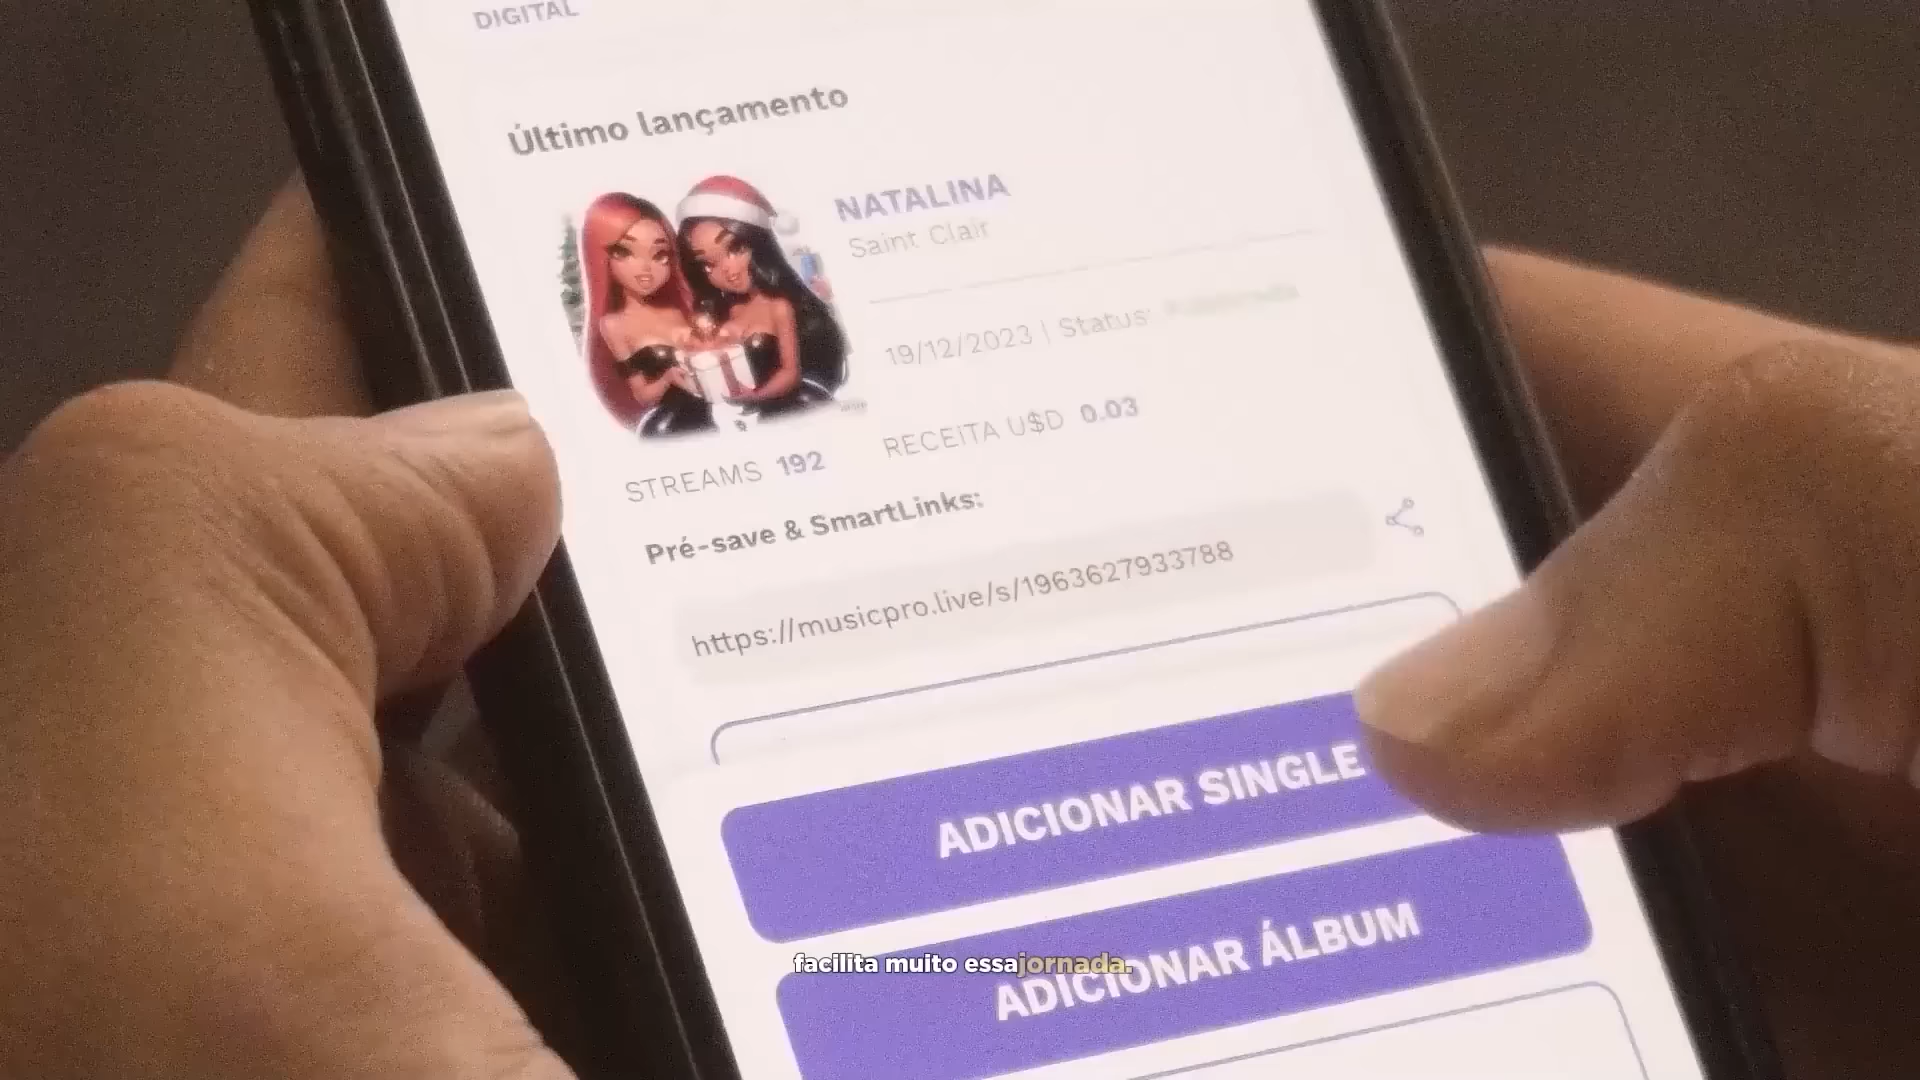 DIGITAL
Último lançamento
NATALINA
Saint Clair
19/12/2023 | Status:
STREAMS 192
RECEITA U$D 0.03
Pré-save & SmartLinks:
https://musicpro.live/s/1963627933788
ADICIONAR SINGLE
ADICIONAR ÁLBUM
facilita muito essa jornada.